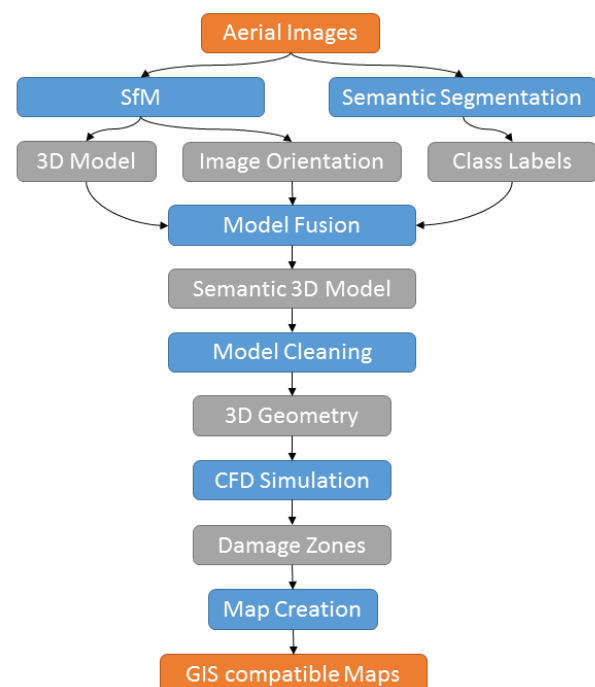 Aerial Images
SfM
Semantic Segmentation
3D Model
Image Orientation
Class Labels
Model Fusion
Semantic 3D Model
Model Cleaning
3D Geometry
CFD Simulation
Damage Zones
Map Creation
GIS compatible Maps